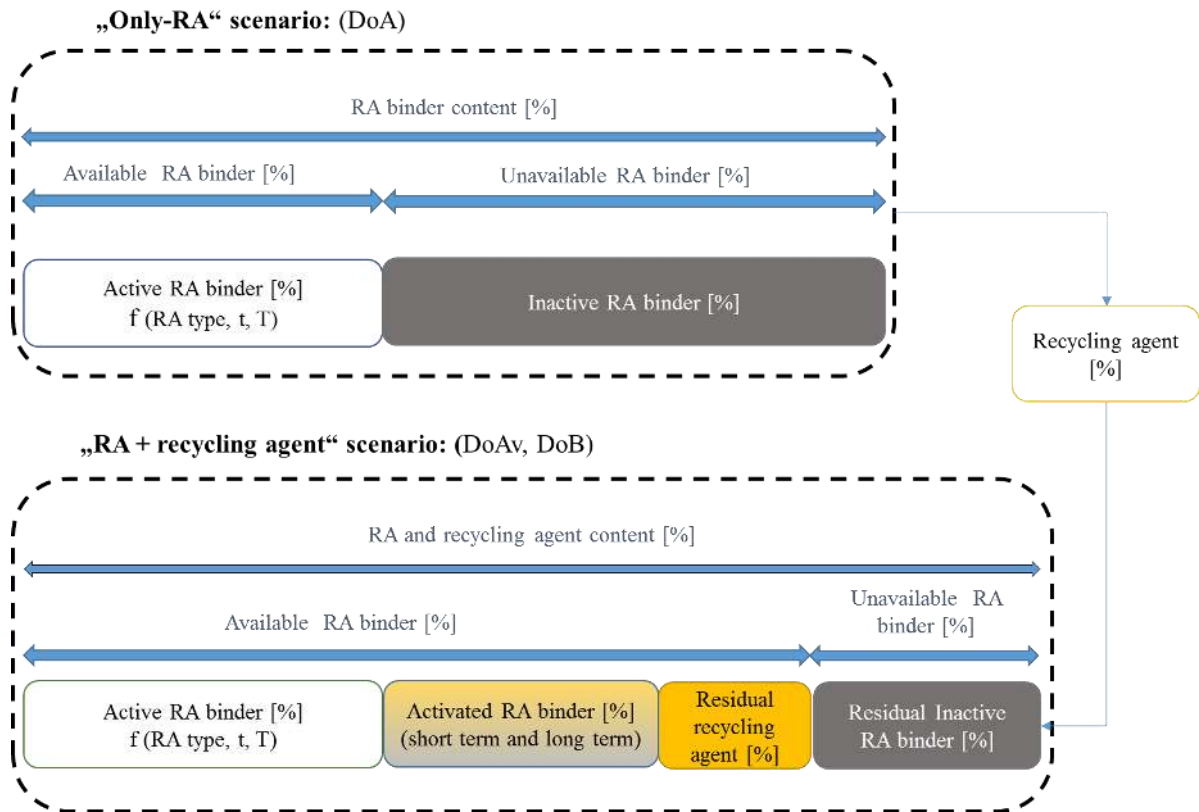 „Only-RA“ scenario: (DoA)
RA binder content [%]
Available RA binder [%]
Unavailable RA binder [%]
Active RA binder [%]
f (RA type, t, T)
Inactive RA binder [%]
Recycling agent
[%]
„RA + recycling agent“ scenario: (DoAv, DoB)
RA and recycling agent content [%]
Available RA binder [%]
Unavailable RA
binder [%]
Active RA binder [%]
f (RA type, t, T)
Activated RA binder [%]
(short term and long term)
Residual
recycling
agent [%]
Residual Inactive
RA binder [%]